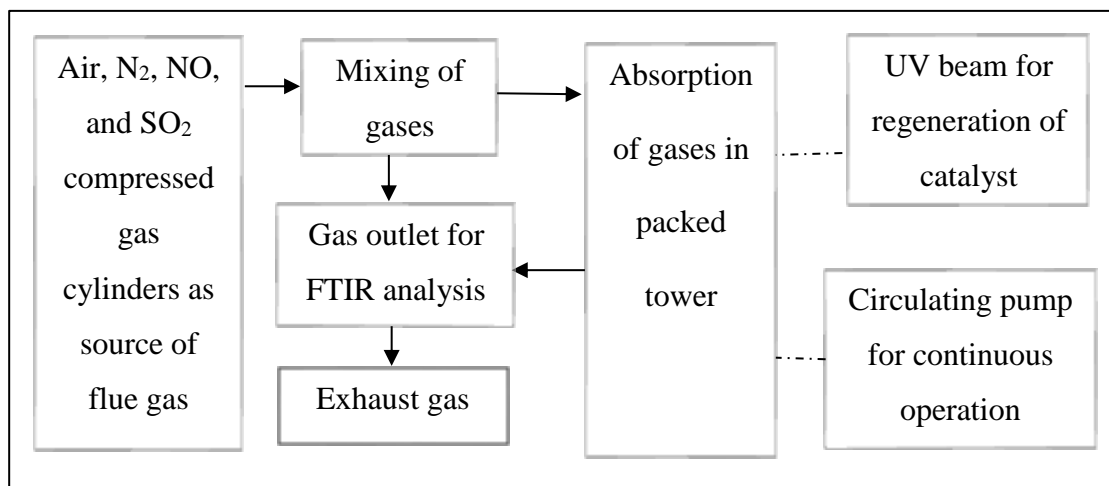 Air, N₂, NO,
and SO₂
compressed
gas
cylinders as
source of
flue gas
Mixing of
gases
Gas outlet for
FTIR analysis
Exhaust gas
Absorption
of gases in
packed
tower
UV beam for
regeneration of
catalyst
Circulating pump
for continuous
operation